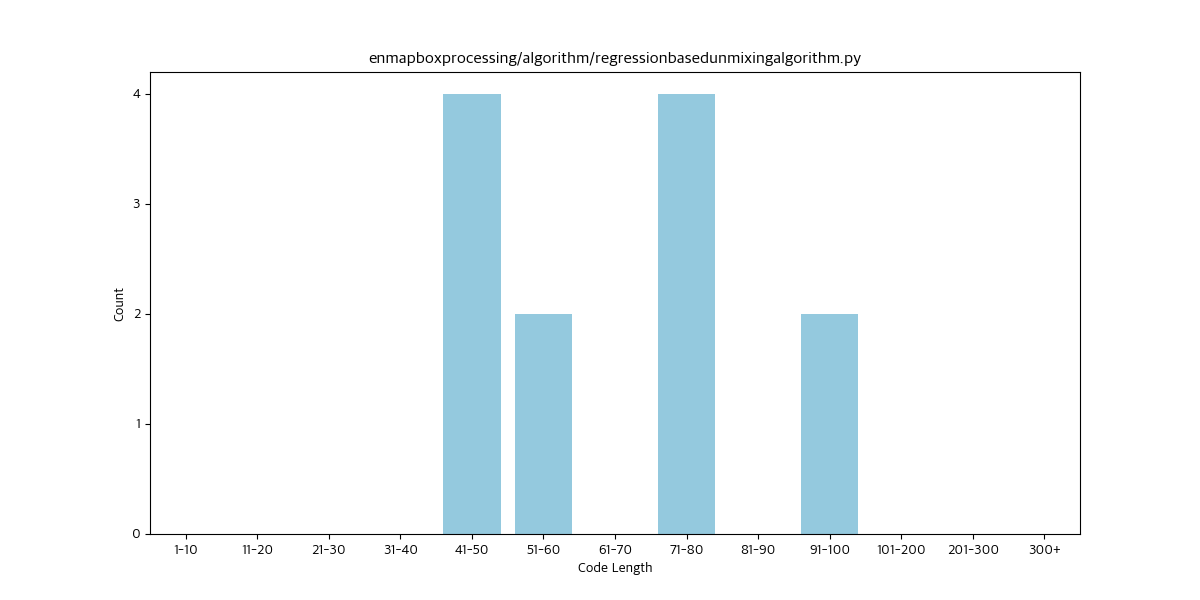 enmapboxprocessing/algorithm/regressionbasedunmixingalgorithm.py
4
3
2
1
0
Count
1-10 11-20 21-30 31-40 41-50 51-60 61-70 71-80 81-90 91-100 101-200 201-300 300+
Code Length